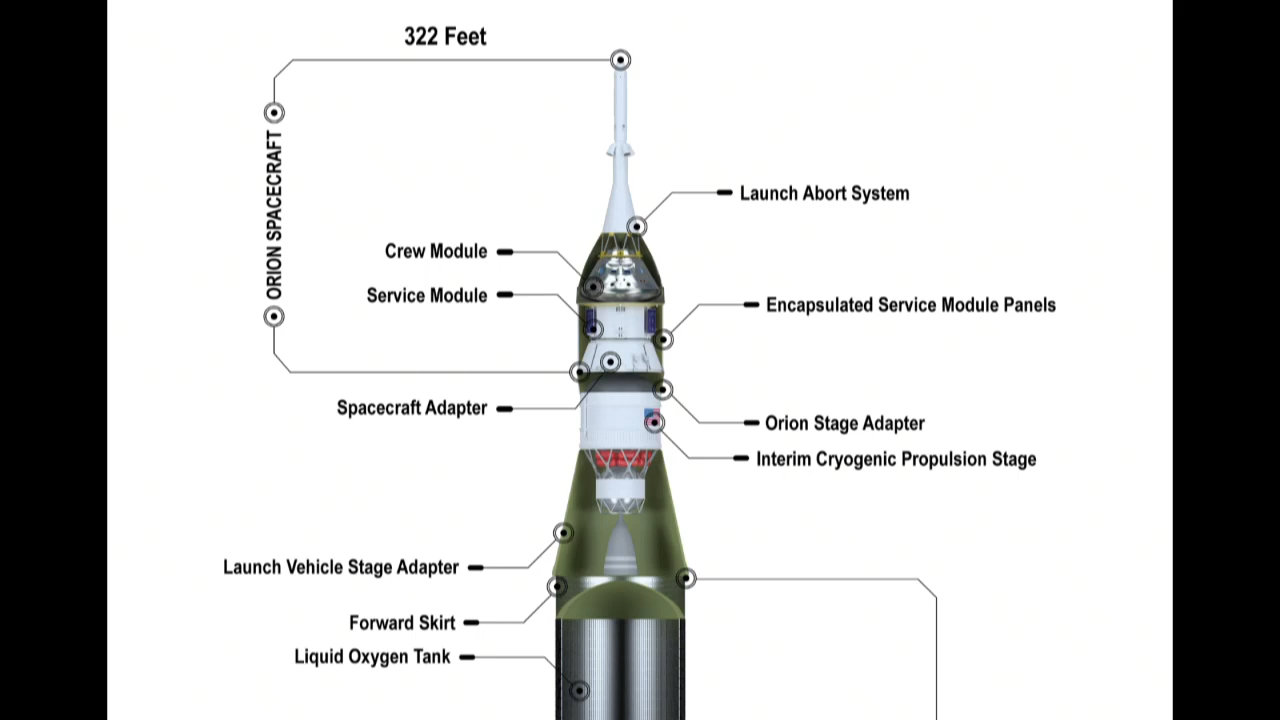 322 Feet
ORION SPACECRAFT
Launch Abort System
Crew Module
Service Module
Encapsulated Service Module Panels
Spacecraft Adapter
Orion Stage Adapter
Interim Cryogenic Propulsion Stage
Launch Vehicle Stage Adapter
Forward Skirt
Liquid Oxygen Tank